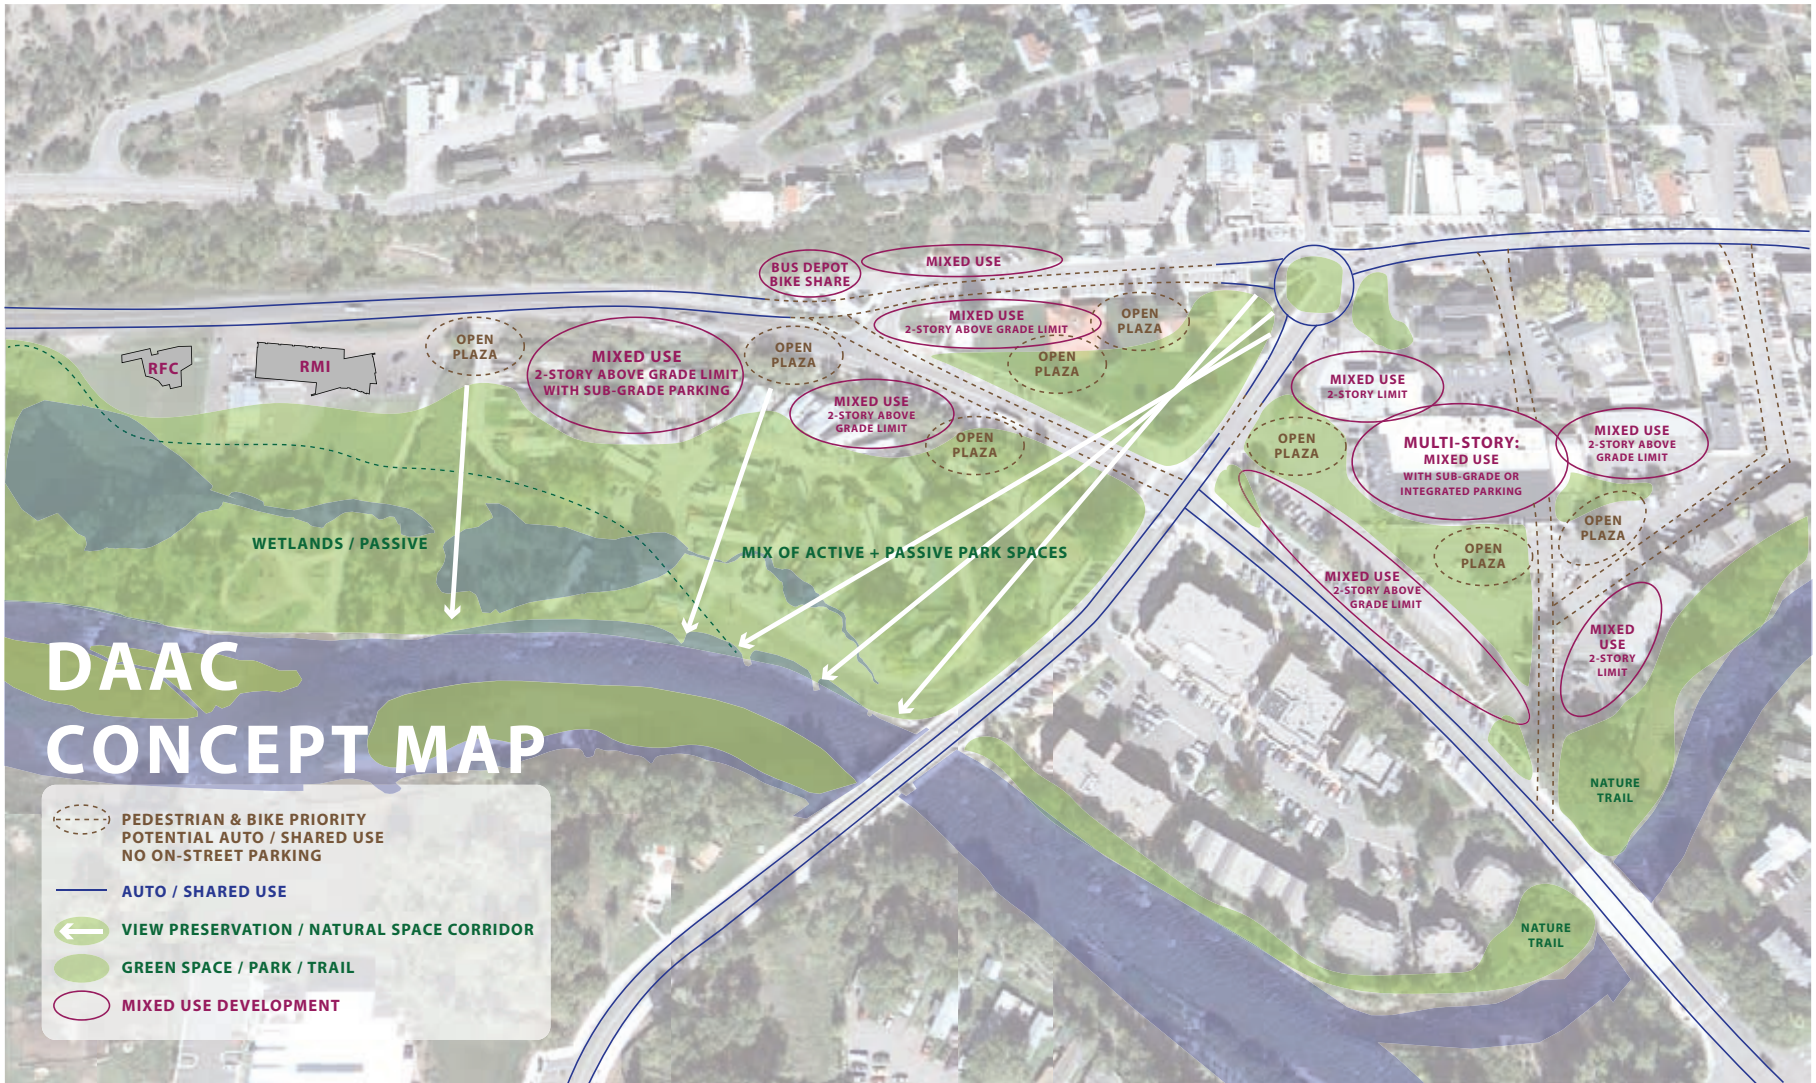 BUS DEPOT
BIKE SHARE
MIXED USE
MIXED USE
2-STORY ABOVE GRADE LIMIT
OPEN
PLAZA
OPEN
PLAZA
RFC
RMI
OPEN
PLAZA
MIXED USE
2-STORY ABOVE GRADE LIMIT
WITH SUB-GRADE PARKING
OPEN
PLAZA
MIXED USE
2-STORY ABOVE
GRADE LIMIT
OPEN
PLAZA
MIXED USE
2-STORY LIMIT
OPEN
PLAZA
MULTI-STORY:
MIXED USE
WITH SUB-GRADE OR
INTEGRATED PARKING
MIXED USE
2-STORY ABOVE
GRADE LIMIT
OPEN
PLAZA
OPEN
PLAZA
MIXED USE
2-STORY ABOVE
GRADE LIMIT
MIXED
USE
2-STORY
LIMIT
WETLANDS / PASSIVE
MIX OF ACTIVE + PASSIVE PARK SPACES
NATURE
TRAIL
NATURE
TRAIL
DAAC
CONCEPT MAP
PEDESTRIAN & BIKE PRIORITY
POTENTIAL AUTO / SHARED USE
NO ON-STREET PARKING
AUTO / SHARED USE
VIEW PRESERVATION / NATURAL SPACE CORRIDOR
GREEN SPACE / PARK / TRAIL
MIXED USE DEVELOPMENT